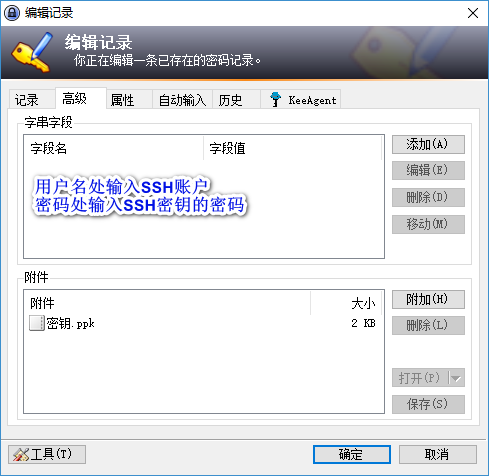 编辑记录
编辑记录
你正在编辑一条已存在的密码记录。
记录 高级 属性 自动输入 历史 KeeAgent
字串字段
字段名 字段值
添加(A)
编辑(E)
删除(D)
移动(M)
用户名处输入SSH账户
密码处输入SSH密钥的密码
附件
附件 大小
密钥.ppk 2 KB
附加(H)
删除(L)
打开(P)
保存(S)
工具(T) 确定 取消